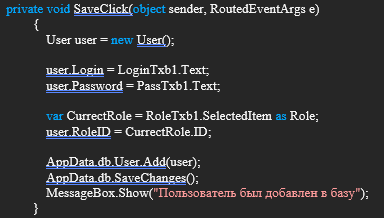 private void SaveClick(object sender, RoutedEventArgs e)
{
User user = new User();
user.Login = LoginTxb1.Text;
user.Password = PassTxb1.Text;
var CurrectRole = RoleTxb1.SelectedItem as Role;
user.RoleID = CurrectRole.ID;
AppData.db.User.Add(user);
AppData.db.SaveChanges();
MessageBox.Show("Пользователь был добавлен в базу");
}